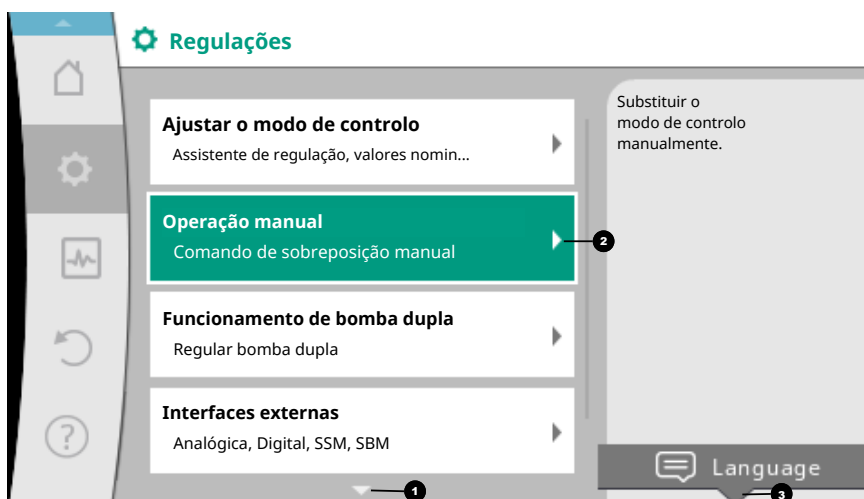 Regulações
Ajustar o modo de controlo
Assistente de regulação, valores nomin...
Operação manual
Comando de sobreposição manual
2
Funcionamento de bomba dupla
Regular bomba dupla
Interfaces externas
Analógica, Digital, SSM, SBM
1
Substituir o
modo de controlo
manualmente.
?
Language
3